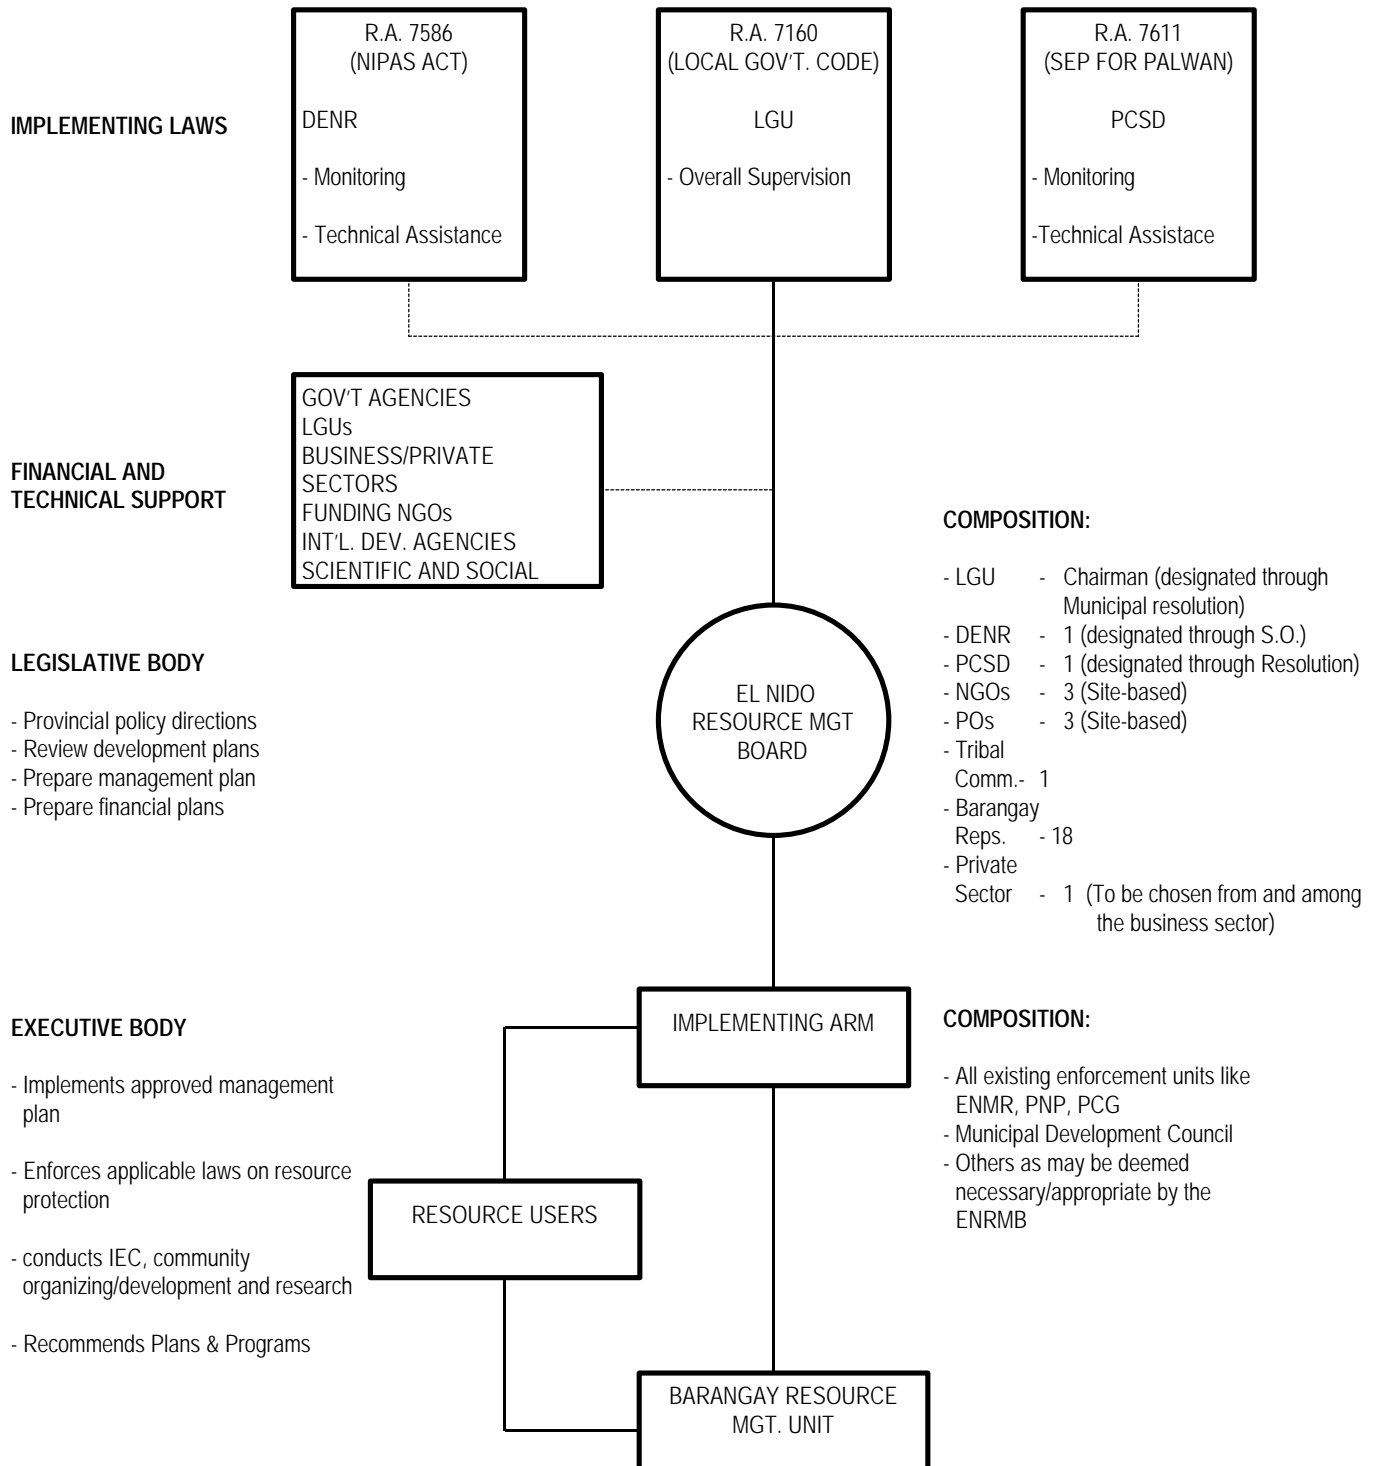 R.A. 7586
(NIPAS ACT)
DENR
- Monitoring
- Technical Assistance
R.A. 7160
(LOCAL GOV'T. CODE)
LGU
- Overall Supervision
R.A. 7611
(SEP FOR PALWAN)
PCSD
- Monitoring
-Technical Assistace
IMPLEMENTING LAWS
GOV'T AGENCIES
LGUs
BUSINESS/PRIVATE
SECTORS
FUNDING NGOs
INT'L. DEV. AGENCIES
SCIENTIFIC AND SOCIAL
FINANCIAL AND
TECHNICAL SUPPORT
COMPOSITION:
- LGU - Chairman (designated through
Municipal resolution)
- DENR - 1 (designated through S.O.)
- PCSD - 1 (designated through Resolution)
- NGOs - 3 (Site-based)
- POs - 3 (Site-based)
- Tribal
Comm.- 1
- Barangay
Reps. - 18
- Private
Sector - 1 (To be chosen from and among
the business sector)
LEGISLATIVE BODY
- Provincial policy directions
- Review development plans
- Prepare management plan
- Prepare financial plans
EL NIDO
RESOURCE MGT
BOARD
IMPLEMENTING ARM
COMPOSITION:
- All existing enforcement units like
ENMR, PNP, PCG
- Municipal Development Council
- Others as may be deemed
necessary/appropriate by the
ENRMB
EXECUTIVE BODY
- Implements approved management
plan
- Enforces applicable laws on resource
protection
- conducts IEC, community
organizing/development and research
- Recommends Plans & Programs
RESOURCE USERS
BARANGAY RESOURCE
MGT. UNIT